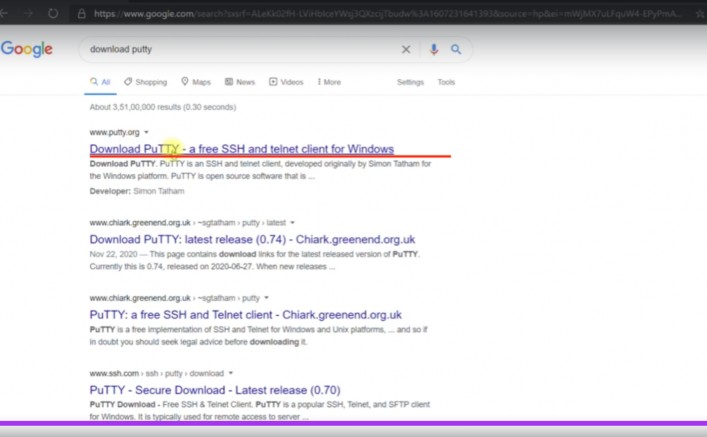 https://www.google.com/search?
Google
download putty
All Shopping Maps News Videos More Settings Tools
About 3,51,00,000 results (0.30 seconds)
www.putty.org
Download PuTTY - a free SSH and telnet client for Windows
Download PuTTY. PuTTY is an SSH and telnet client, developed originally by Simon Tatham for
the Windows platform. PuTTY is open source software that is ...
Developer: Simon Tatham
www.chiark.greenend.org.uk › ~sgtatham › putty › latest
Download PuTTY: latest release (0.74) - Chiark.greenend.org.uk
Nov 22, 2020 — This page contains download links for the latest released version of PuTTY.
Currently this is 0.74, released on 2020-06-27. When new releases ...
www.chiark.greenend.org.uk › ~sgtatham › putty
PuTTY: a free SSH and Telnet client - Chiark.greenend.org.uk
PuTTY is a free implementation of SSH and Telnet for Windows and Unix platforms, ... and so if
in doubt you should seek legal advice before downloading it.
www.ssh.com › ssh › putty › download
PuTTY - Secure Download - Latest release (0.70)
PuTTY Download - Free SSH & Telnet Client. PuTTY is a popular SSH, Telnet, and SFTP client
for Windows. It is typically used for remote access to server ...